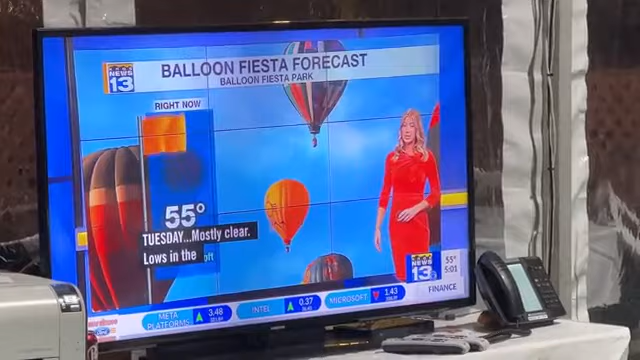 BALLOON FIESTA FORECAST
BALLOON FIESTA PARK
NEWS
13
RIGHT NOW
55°
TUESDAY...Mostly clear.
Lows in the
NEWS
13
55°
5:01
FINANCE
META
PLATFORMS
3.48
INTEL
0.37
MICROSOFT
1.43